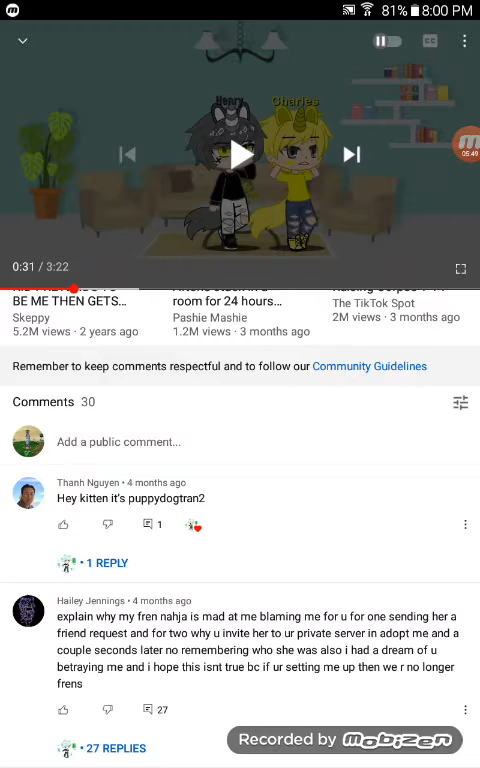 81% 8:00 PM
CC
Henry
Charles
05:49
0:31 / 3:22
BE ME THEN GETS...
room for 24 hours...
The TikTok Spot
Skeppy
Pashie Mashie
2M views · 3 months ago
5.2M views · 2 years ago
1.2M views · 3 months ago
Remember to keep comments respectful and to follow our Community Guidelines
Comments 30
Add a public comment...
Thanh Nguyen • 4 months ago
Hey kitten it's puppydogtran2
1
• 1 REPLY
Hailey Jennings • 4 months ago
explain why my fren nahja is mad at me blaming me for u for one sending her a
friend request and for two why u invite her to ur private server in adopt me and a
couple seconds later no remembering who she was also i had a dream of u
betraying me and i hope this isnt true bc if ur setting me up then we r no longer
frens
27
• 27 REPLIES
Recorded by Mobizen